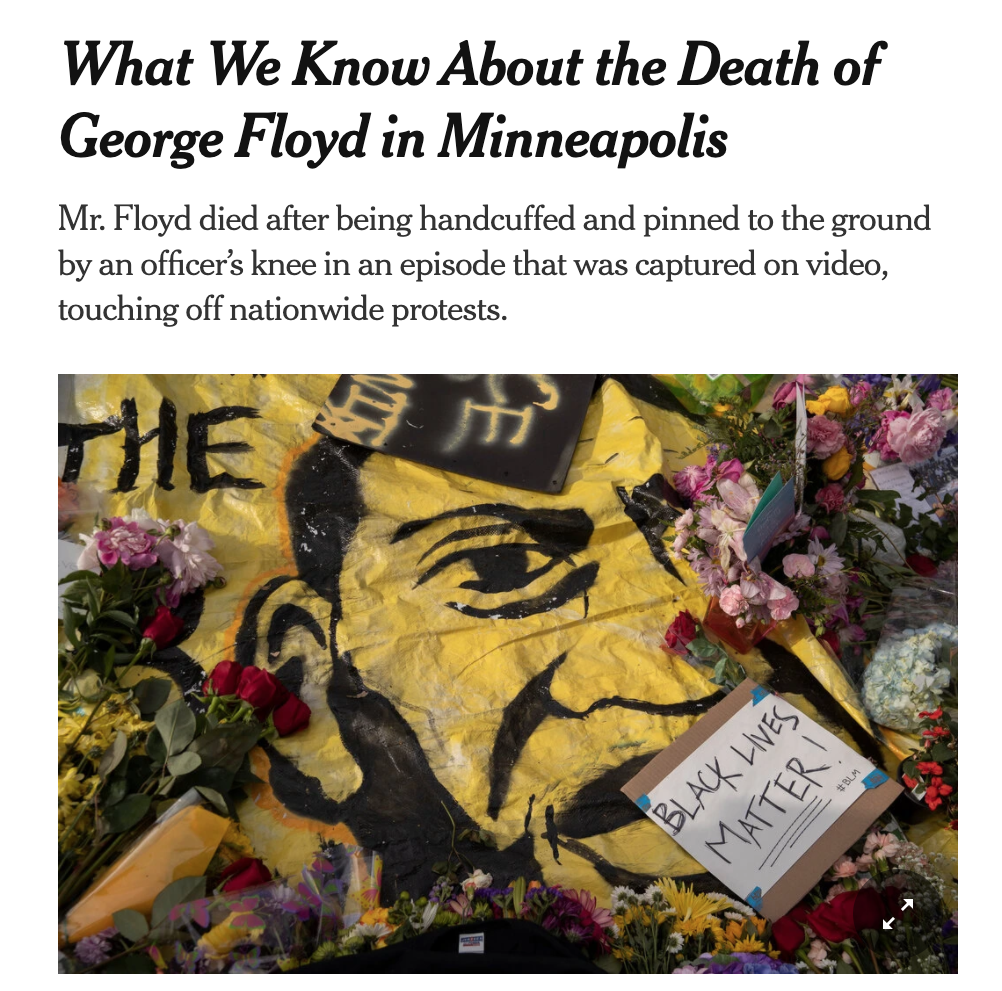 What We Know About the Death of
George Floyd in Minneapolis
Mr. Floyd died after being handcuffed and pinned to the ground
by an officer’s knee in an episode that was captured on video,
touching off nationwide protests.
THE
BLACK LIVES
MATTER!
#BLM